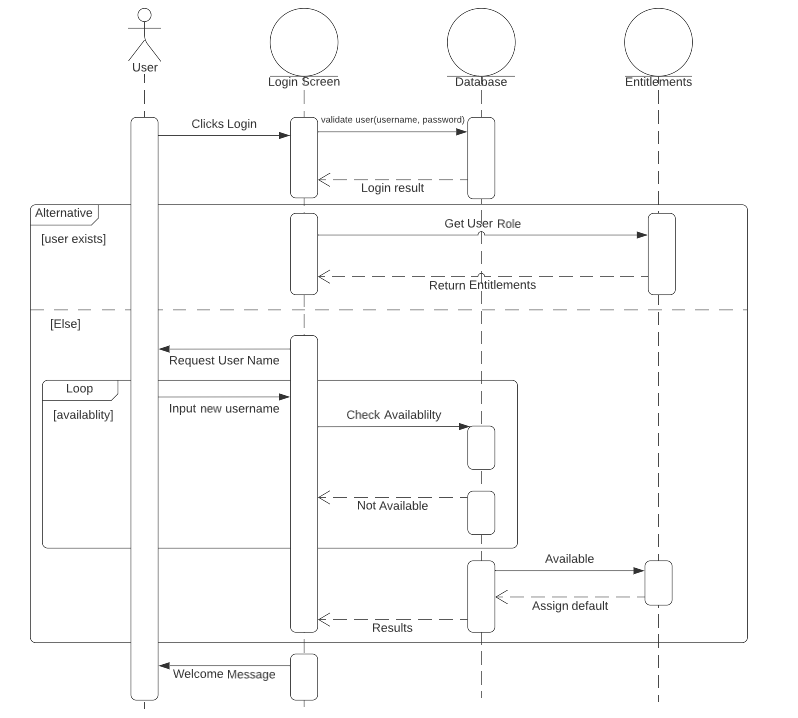 User
Login Screen
Database
Entitlements
Clicks Login
validate user(username, password)
Login result
Alternative
[user exists]
Get User Role
Return Entitlements
[Else]
Request User Name
Loop
[availablity]
Input new username
Check Availablilty
Not Available
Available
Assign default
Results
Welcome Message